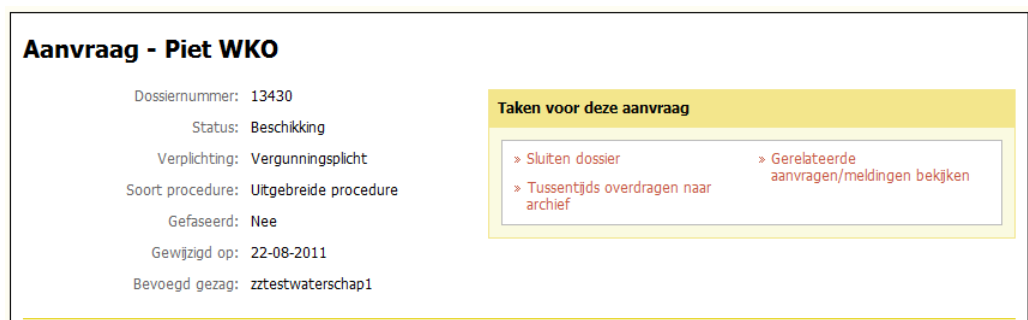 Aanvraag - Piet WKO
Dossiernummer: 13430
Status: Beschikking
Verplichting: Vergunningsplicht
Soort procedure: Uitgebreide procedure
Gefaseerd: Nee
Gewijzigd op: 22-08-2011
Bevoegd gezag: zztestwaterschap1
Taken voor deze aanvraag
» Sluiten dossier
» Tussentijds overdragen naar
archief
» Gerelateerde
aanvragen/meldingen bekijken